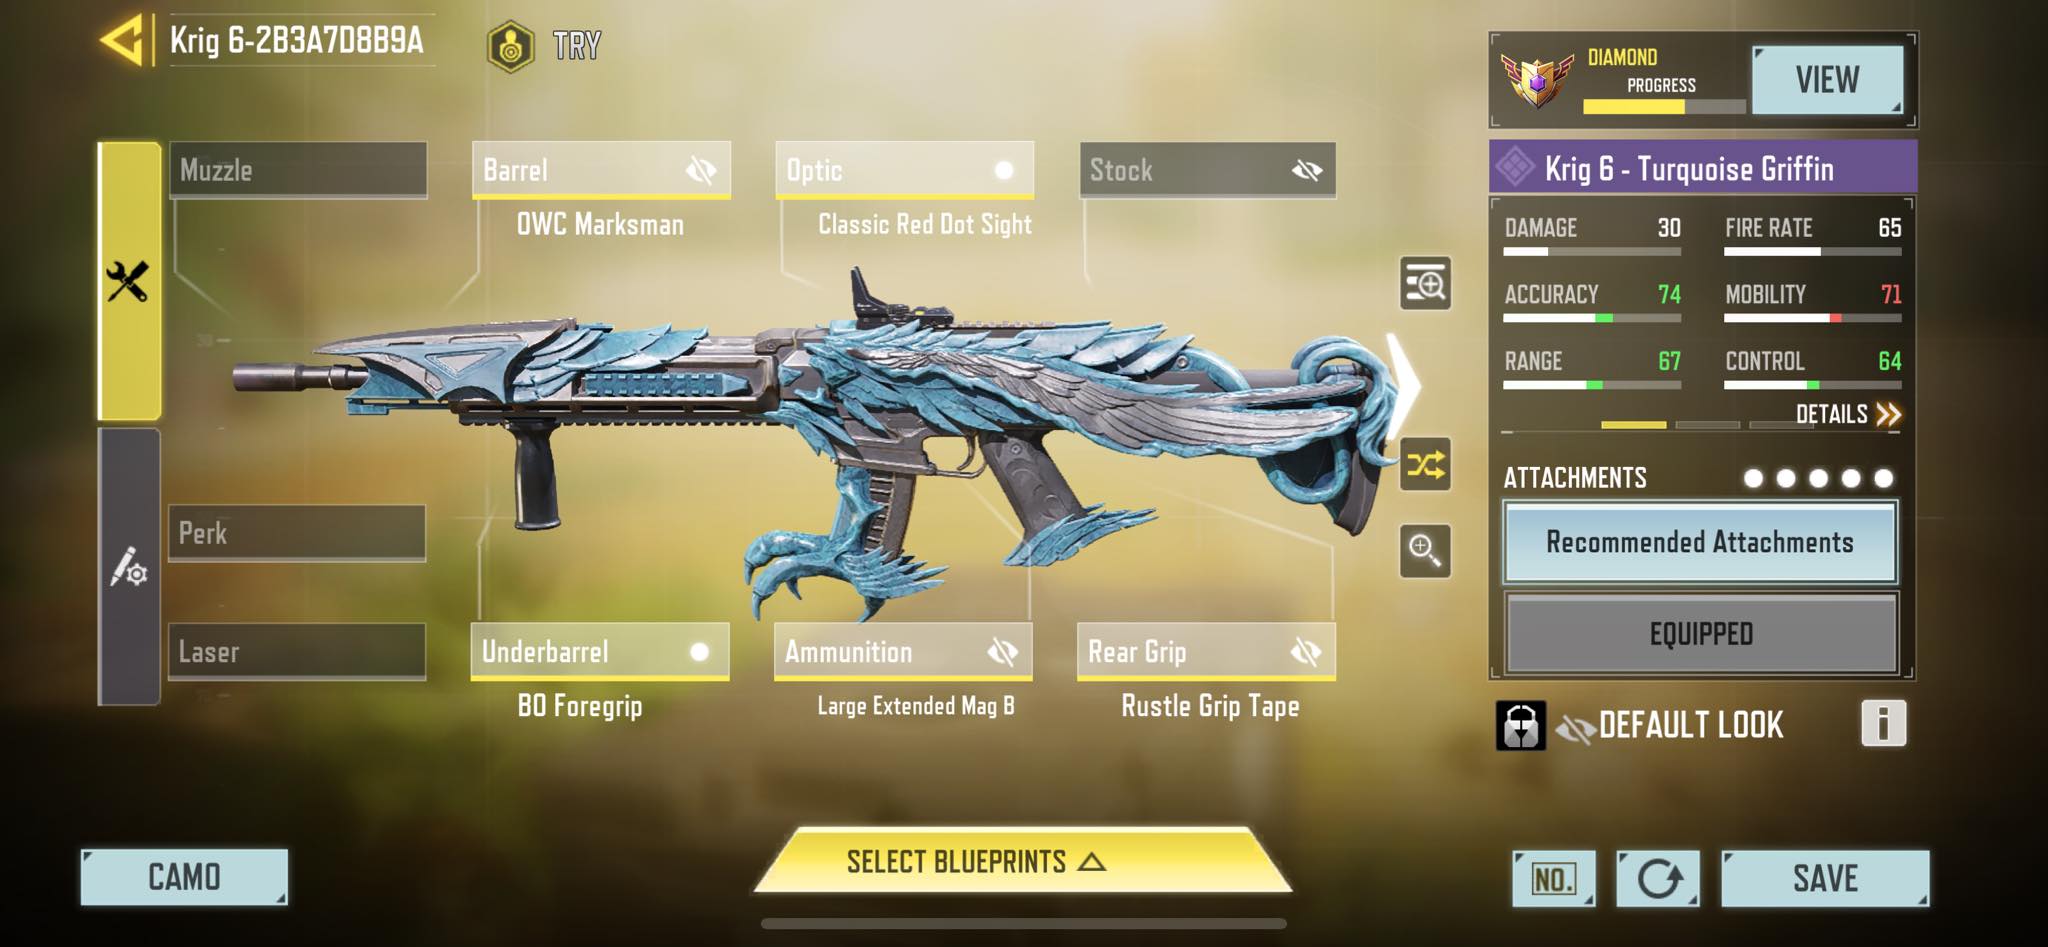 Krig 6-2B3A7D8B9A
TRY
DIAMOND
PROGRESS
VIEW
Muzzle
Barrel
OWC Marksman
Optic
Classic Red Dot Sight
Stock
Krig 6 - Turquoise Griffin
DAMAGE 30
FIRE RATE 65
ACCURACY 74
MOBILITY 71
RANGE 67
CONTROL 64
DETAILS
ATTACHMENTS
Recommended Attachments
EQUIPPED
Perk
Laser
Underbarrel
BO Foregrip
Ammunition
Large Extended Mag B
Rear Grip
Rustle Grip Tape
DEFAULT LOOK
i
CAMO
SELECT BLUEPRINTS
NO.
SAVE